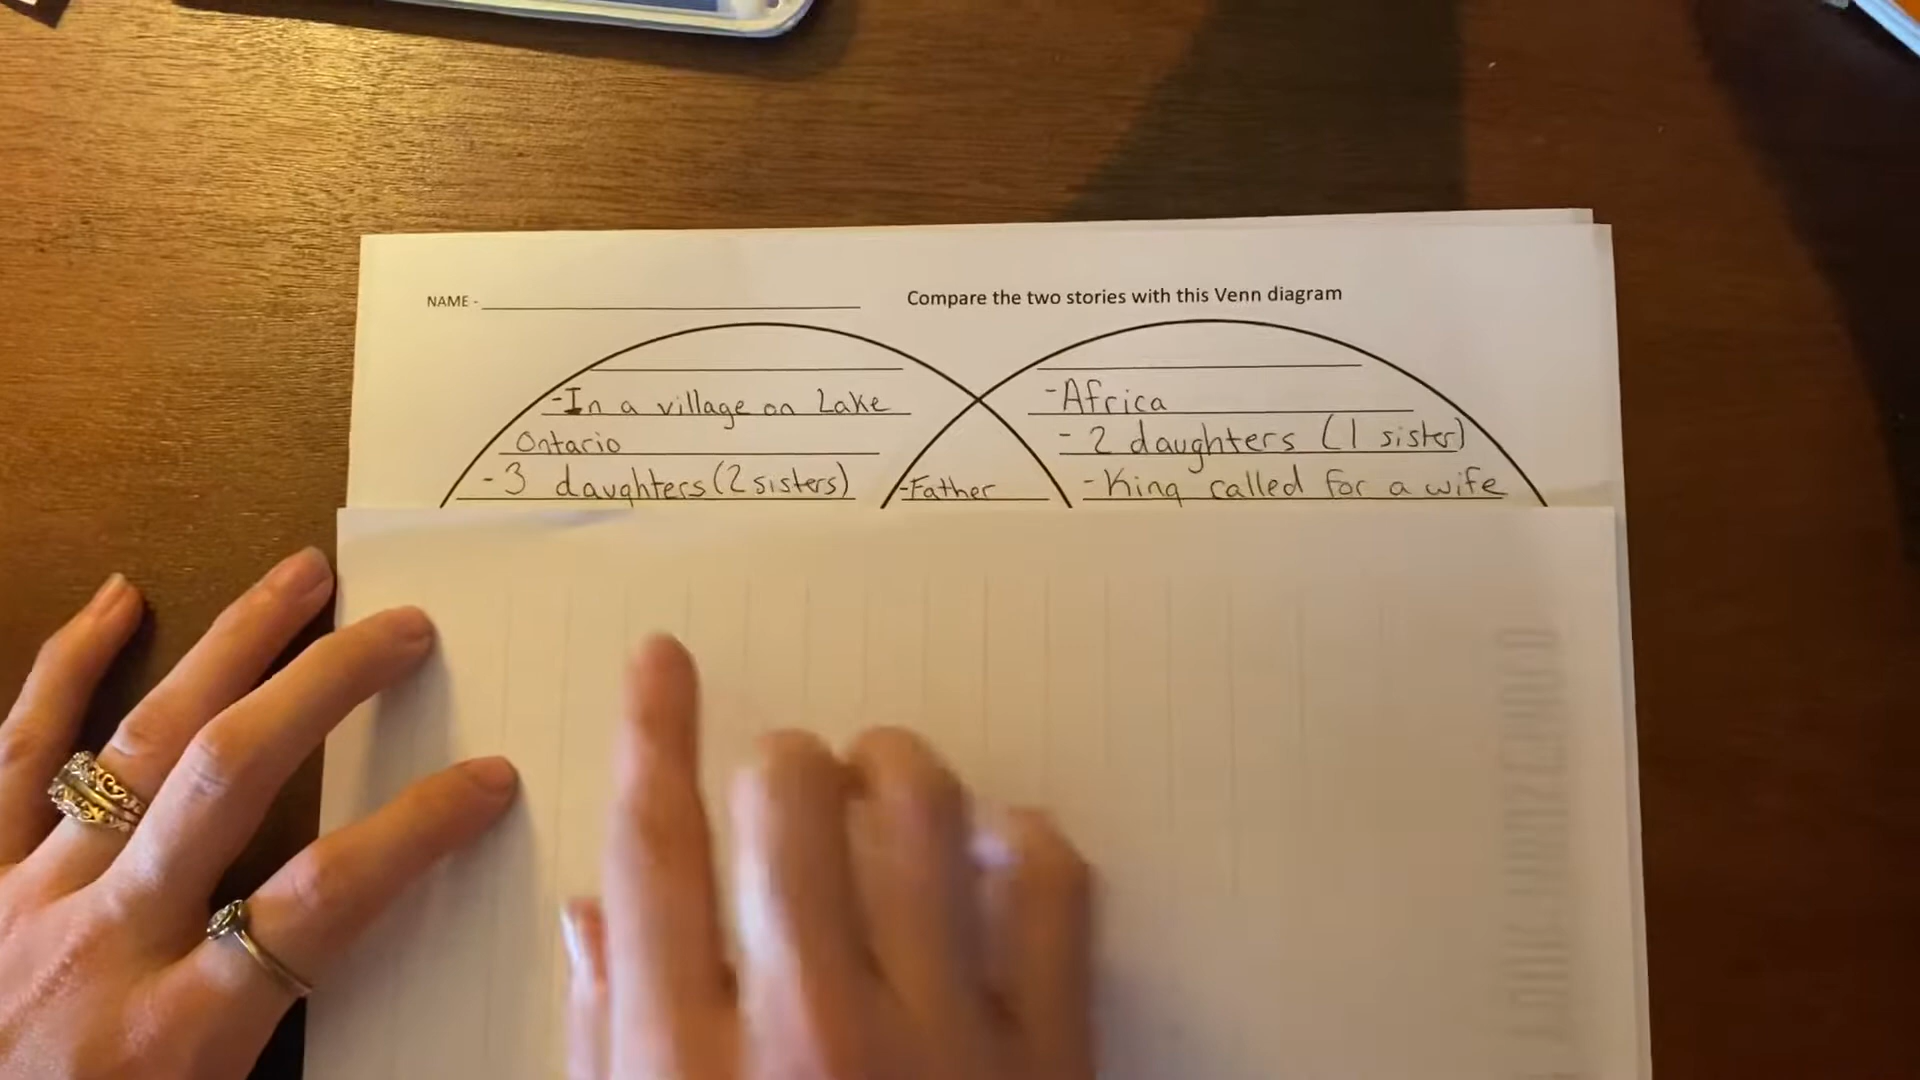 NAME - 
Compare the two stories with this Venn diagram
-In a village on Lake
Ontario
-3 daughters (2 sisters)
-Father
-Africa
-2 daughters (1 sister)
-King called for a wife